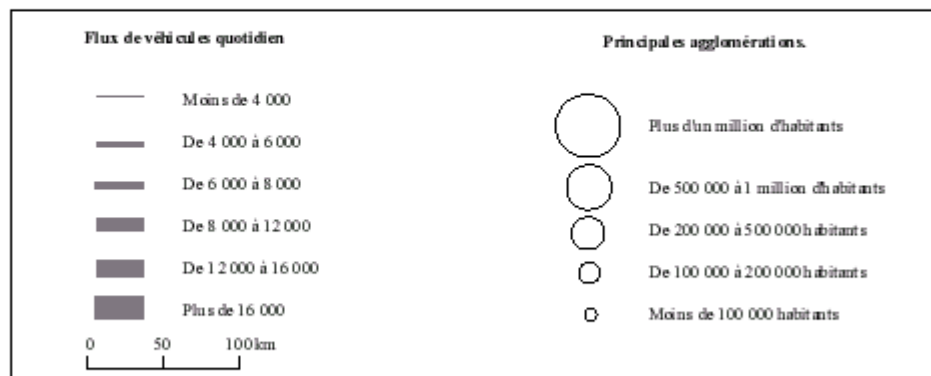 Flux de véhicules quotidien
Moins de 4 000
De 4 000 à 6 000
De 6 000 à 8 000
De 8 000 à 12 000
De 12 000 à 16 000
Plus de 16 000
0 50 100 km
Principales agglomérations.
Plus d'un million d'habitants
De 500 000 à 1 million d'habitants
De 200 000 à 500 000 habitants
De 100 000 à 200 000 habitants
Moins de 100 000 habitants